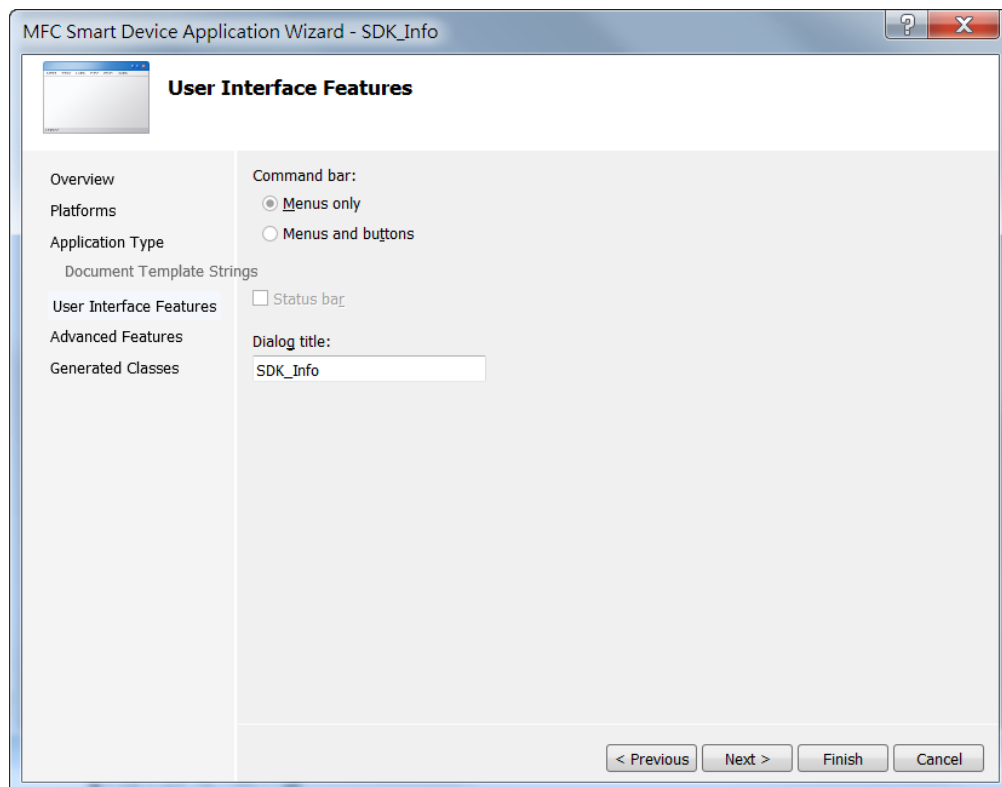 MFC Smart Device Application Wizard - SDK_Info
User Interface Features
Overview
Platforms
Application Type
Document Template Strings
User Interface Features
Advanced Features
Generated Classes
Command bar:
Menus only
Menus and buttons
Status bar
Dialog title:
SDK_Info
< Previous
Next >
Finish
Cancel